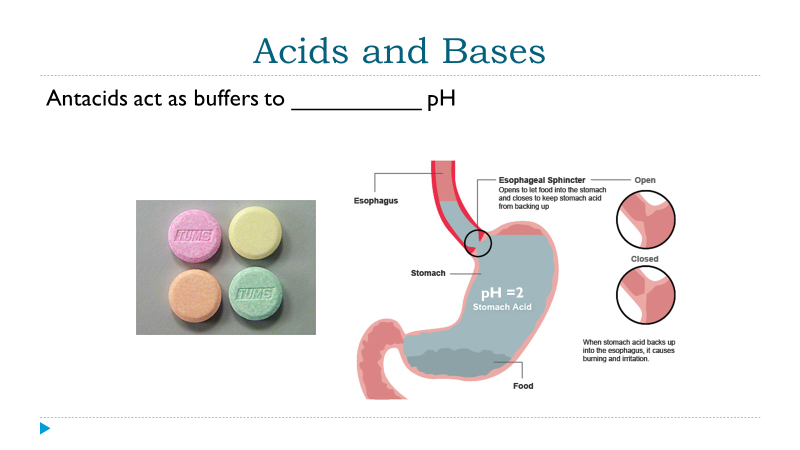 Acids and Bases
Antacids act as buffers to ___________ pH
TUMS
TUMS
Esophagus
Esophageal Sphincter
Opens to let food into the stomach
and closes to keep stomach acid
from backing up
Open
Closed
Stomach
pH =2
Stomach Acid
When stomach acid backs up
into the esophagus, it causes
burning and irritation.
Food